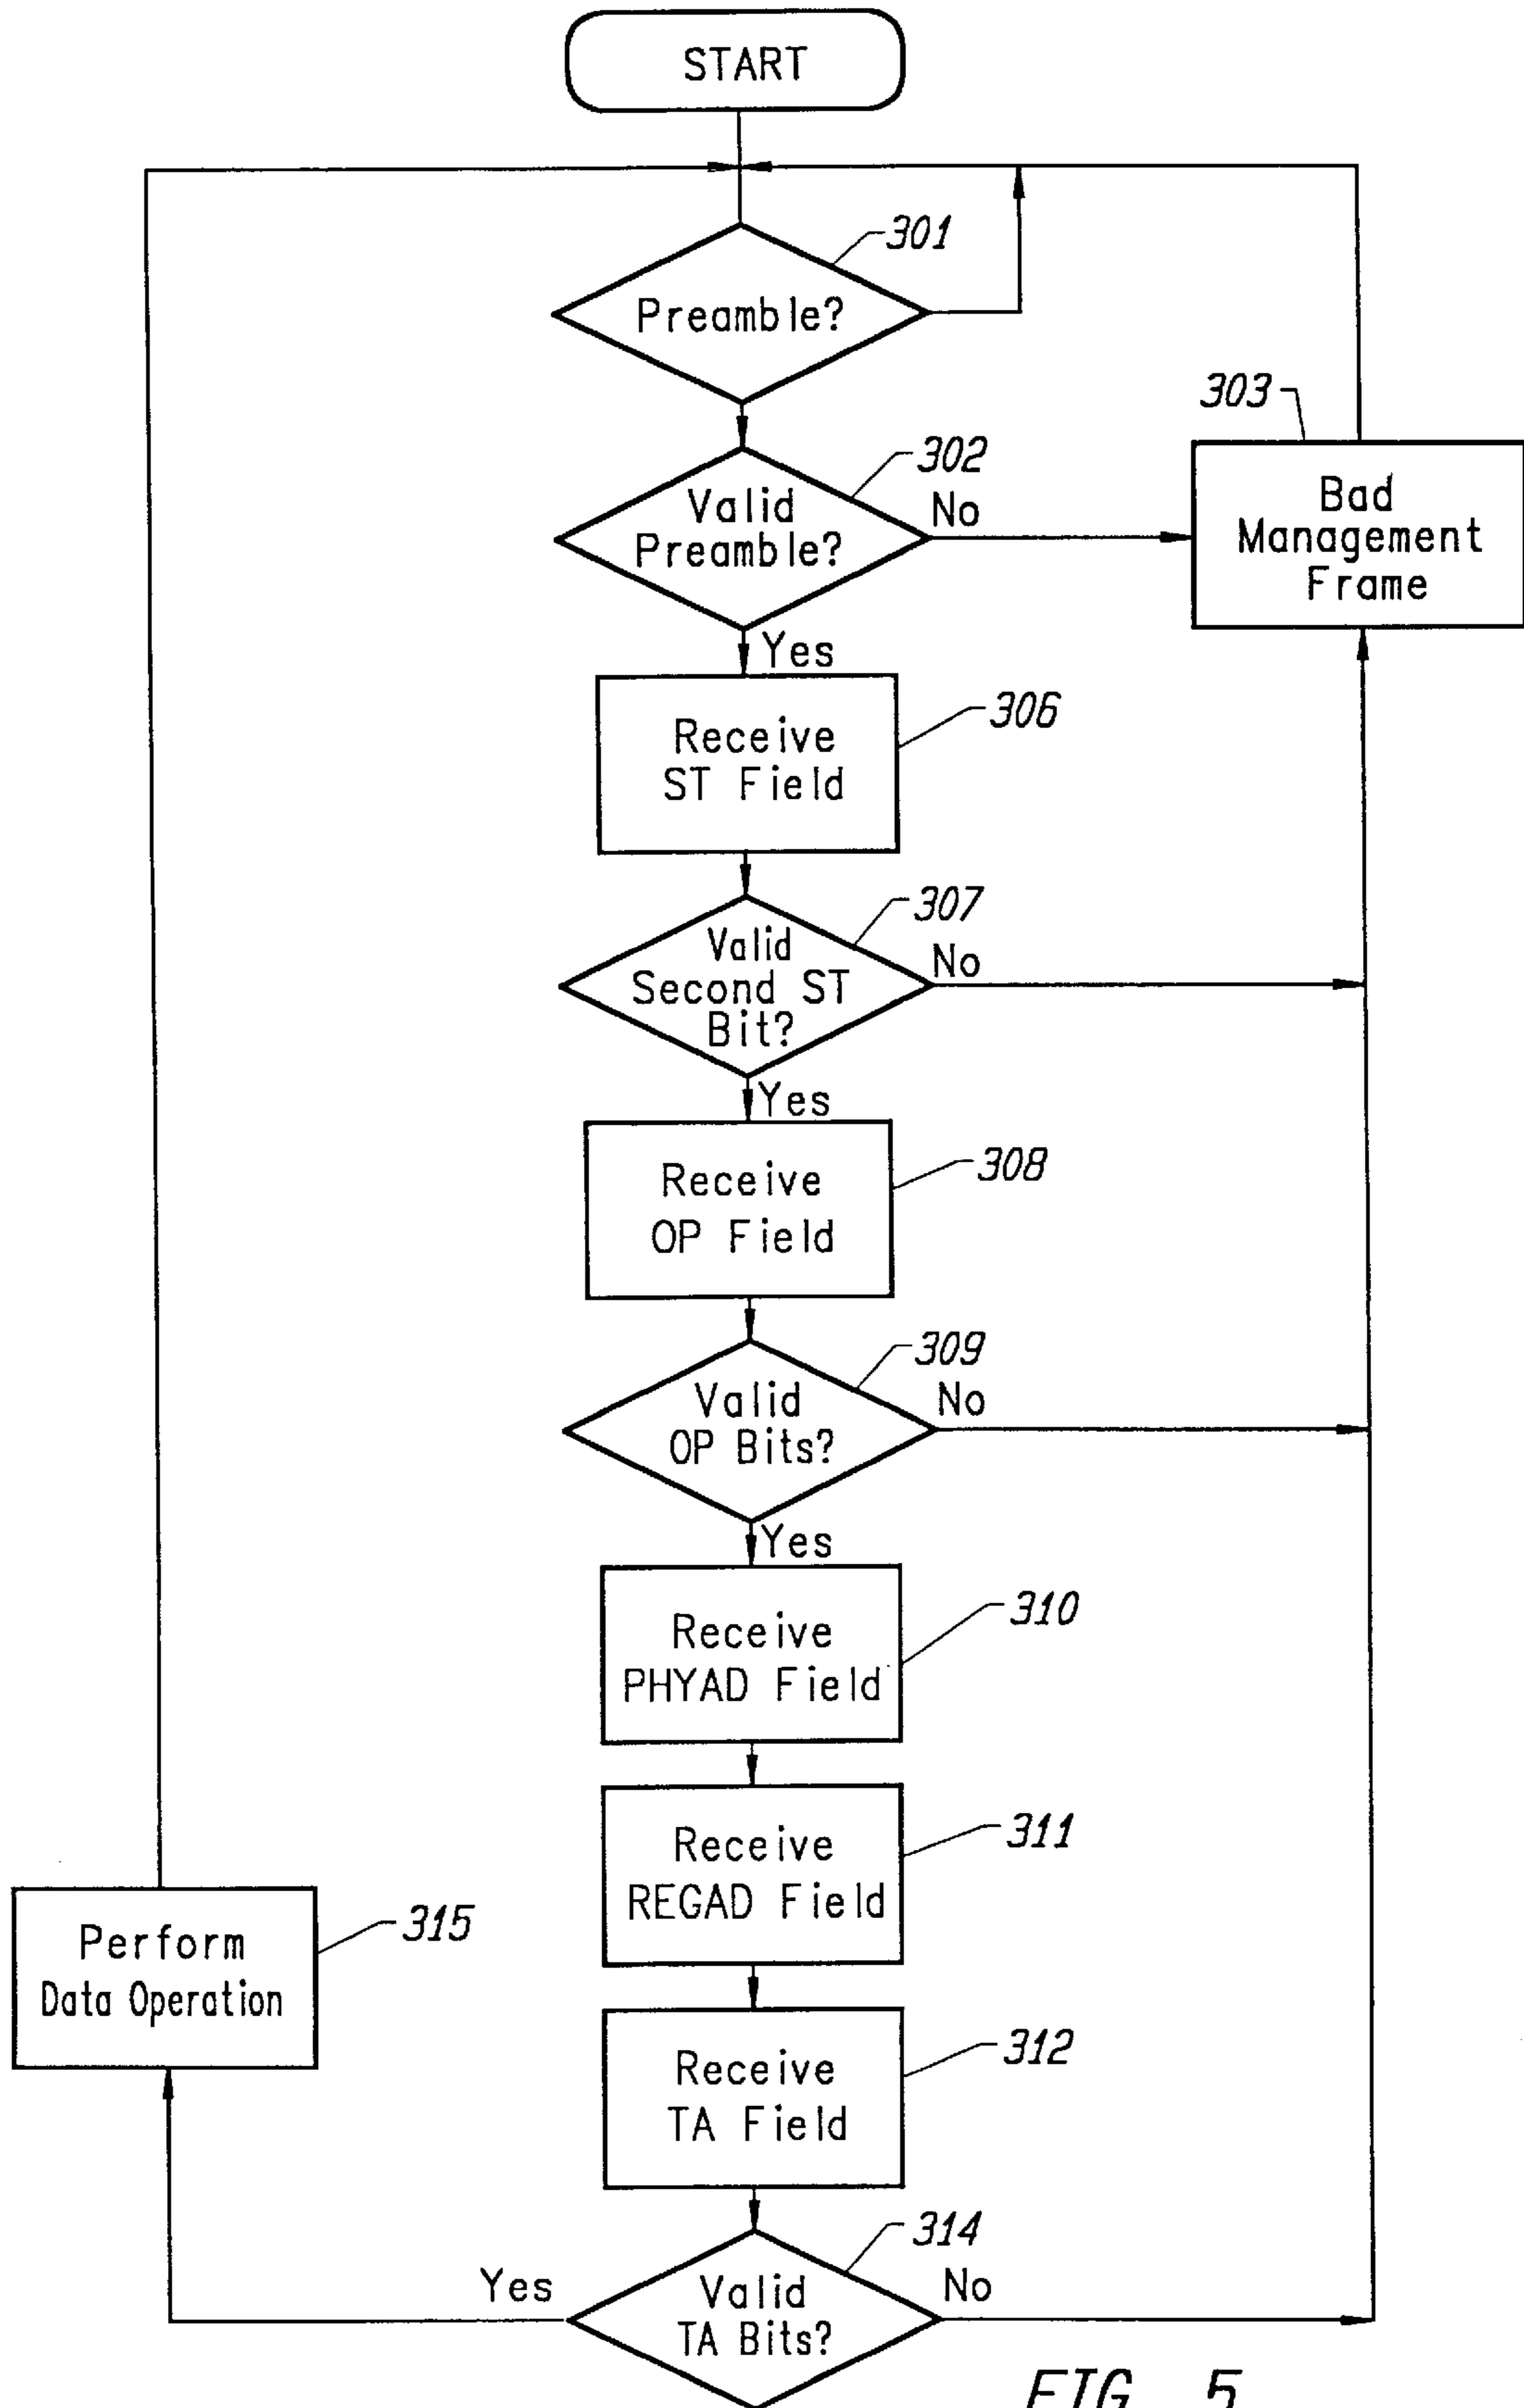 START
301
Preamble?
303
302
Valid
Preamble?
No
Bad
Management
Frame
Yes
306
Receive
ST Field
307
Valid
Second ST
Bit?
No
Yes
308
Receive
OP Field
309
Valid
OP Bits?
No
Yes
310
Receive
PHYAD Field
311
Receive
REGAD Field
315
Perform
Data Operation
312
Receive
TA Field
314
Yes
Valid
TA Bits?
No
FIG. 5